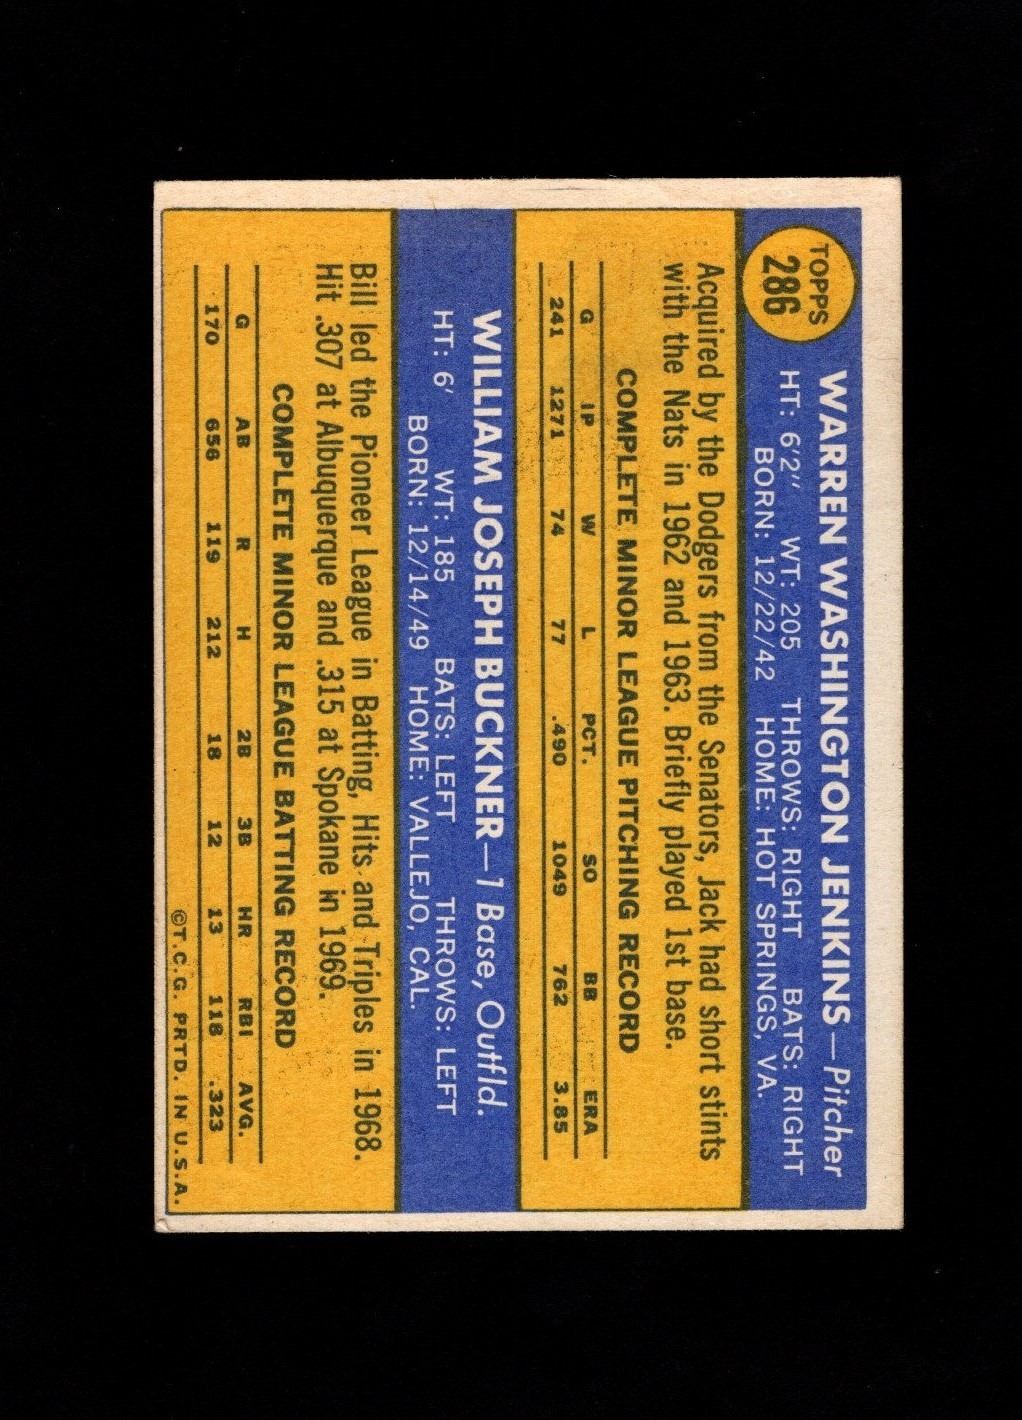 TOPPS
286
WARREN WASHINGTON JENKINS—Pitcher
HT: 6'2" WT: 205 THROWS: RIGHT BATS: RIGHT
BORN: 12/22/42 HOME: HOT SPRINGS, VA.
Acquired by the Dodgers from the Senators, Jack had short stints
with the Nats in 1962 and 1963. Briefly played 1st base.
COMPLETE MINOR LEAGUE PITCHING RECORD
G IP W L PCT. SO BB ERA
241 1271 74 77 .490 1049 762 3.85
WILLIAM JOSEPH BUCKNER—1 Base, Outfld.
HT: 6' WT: 185 BATS: LEFT THROWS: LEFT
BORN: 12/14/49 HOME: VALLEJO, CAL.
Bill led the Pioneer League in Batting, Hits and Triples in 1968.
Hit .307 at Albuquerque and .315 at Spokane in 1969.
COMPLETE MINOR LEAGUE BATTING RECORD
G AB R H 2B 3B HR RBI AVG.
170 656 119 212 18 12 13 118 .323
©T.C.G. PRTD. IN U.S.A.